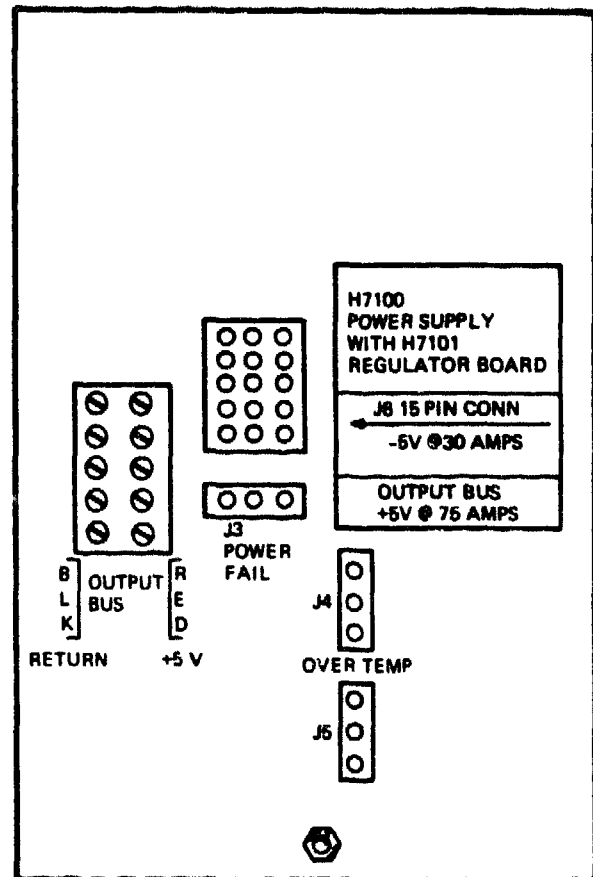 H7100
POWER SUPPLY
WITH H7101
REGULATOR BOARD
J6 15 PIN CONN
-5V @30 AMPS
OUTPUT BUS
+5V @ 75 AMPS
J3
POWER
FAIL
B
L
K
OUTPUT
BUS
R
E
D
RETURN
+5 V
J4
OVER TEMP
J5